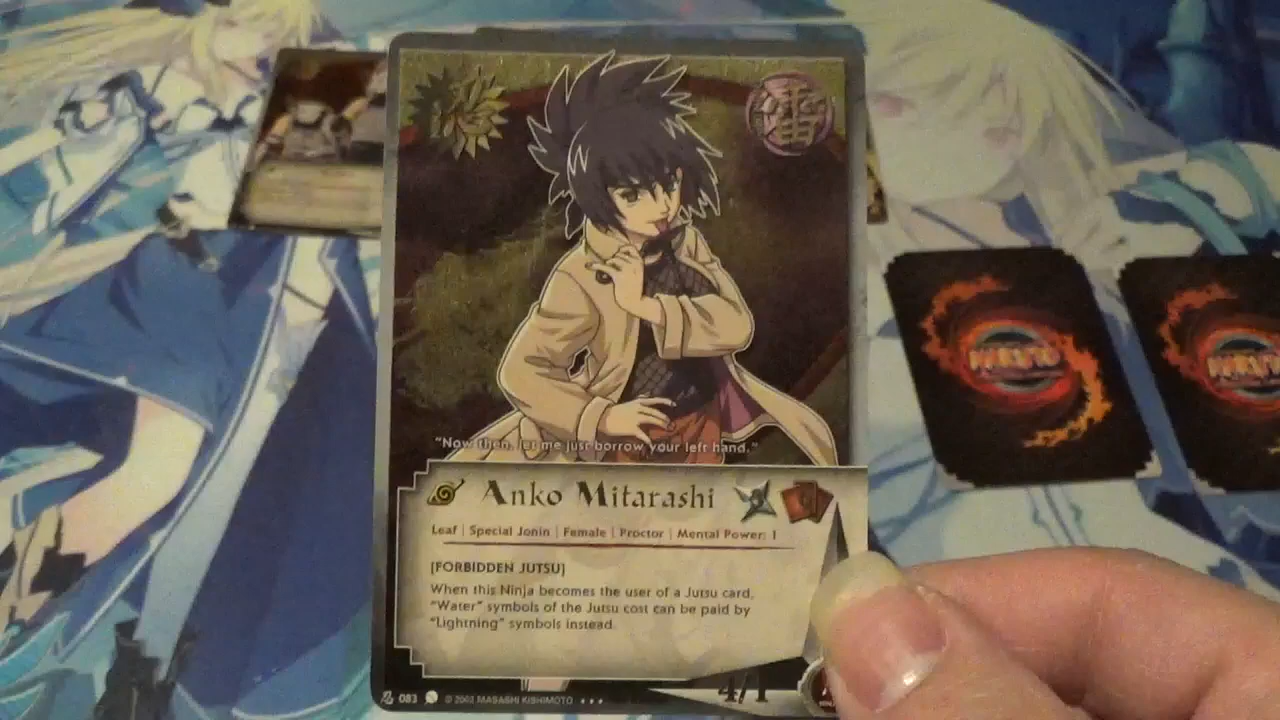 "Now then, let me just borrow your left hand."
Anko Mitarashi
Leaf | Special Jonin | Female | Proctor | Mental Power: 1
[FORBIDDEN JUTSU]
When this Ninja becomes the user of a Jutsu card,
"Water" symbols of the Jutsu cost can be paid by
"Lightning" symbols instead.
083 © 2002 MASASHI KISHIMOTO
4/1
NARUTO
NARUTO